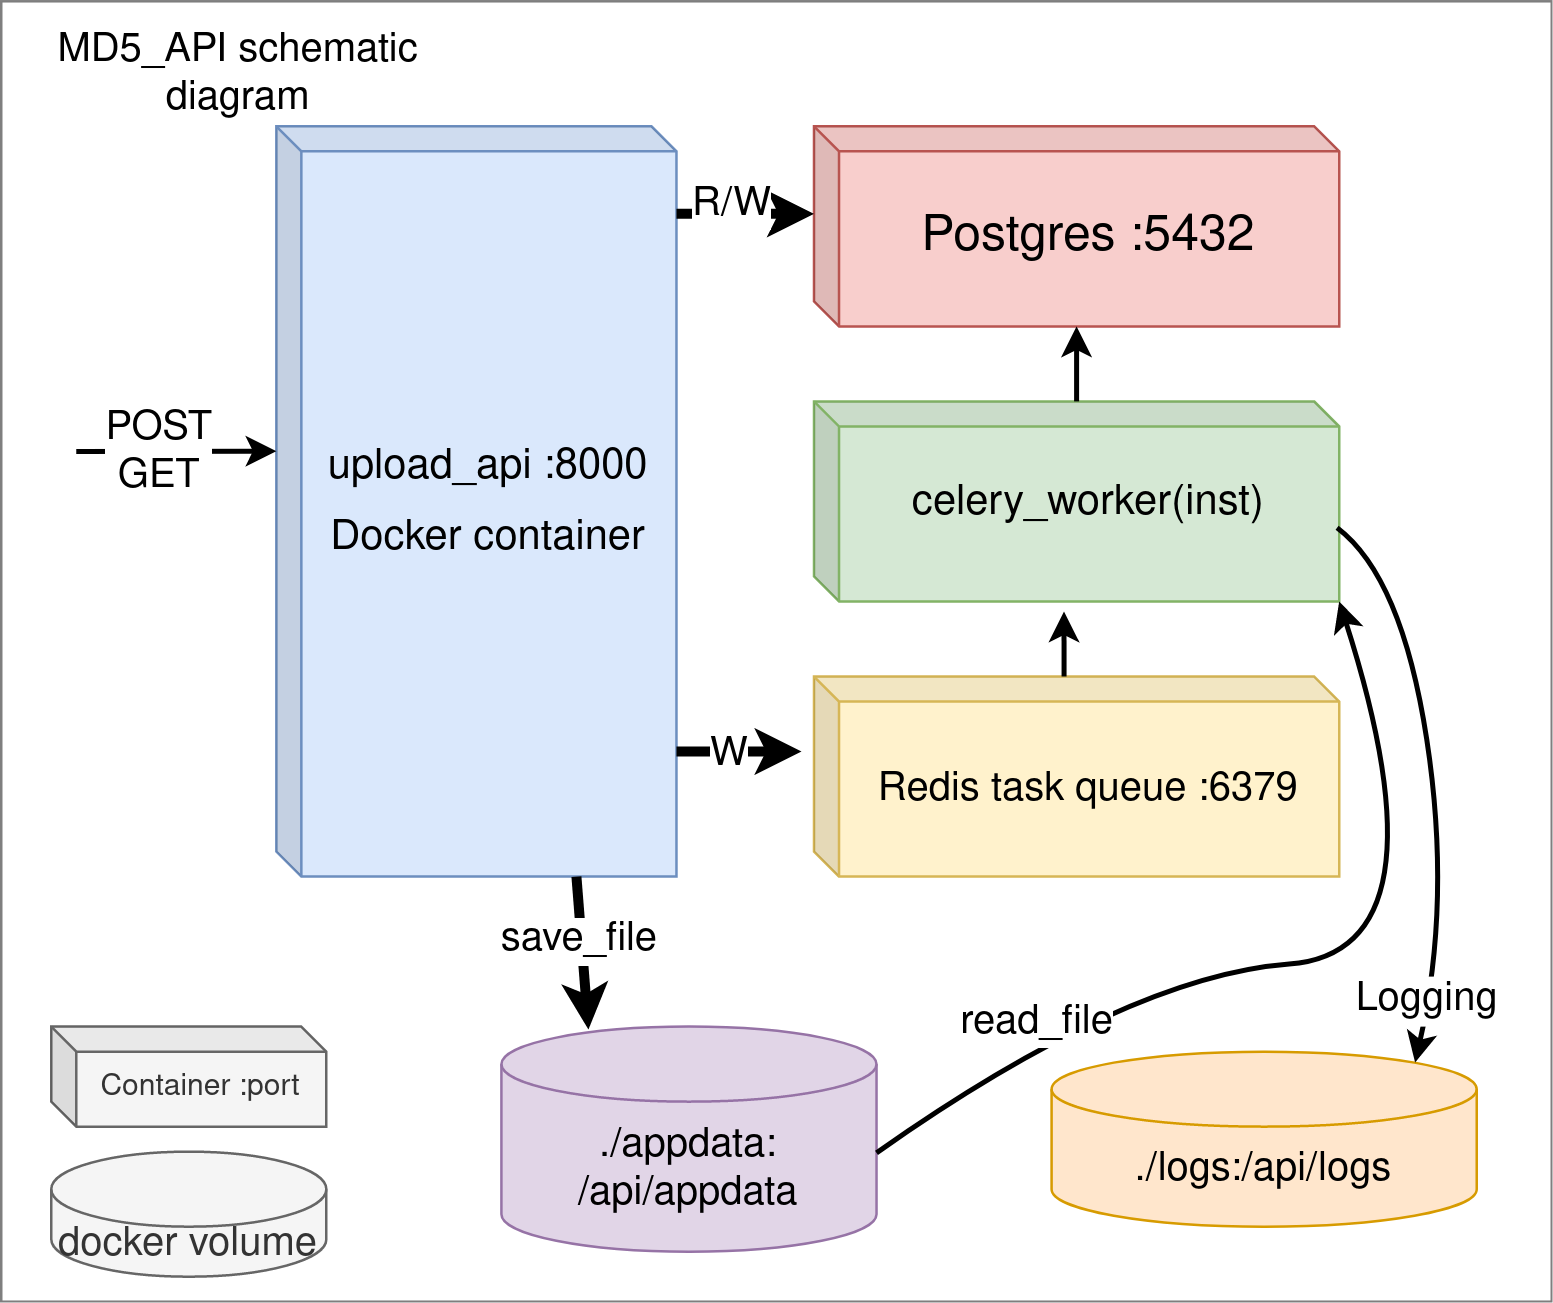 MD5_API schematic
diagram
R/W
Postgres :5432
POST
GET
upload_api :8000
Docker container
celery_worker(inst)
W
Redis task queue :6379
save_file
read_file
Logging
Container :port
./appdata:
/api/appdata
./logs:/api/logs
docker volume